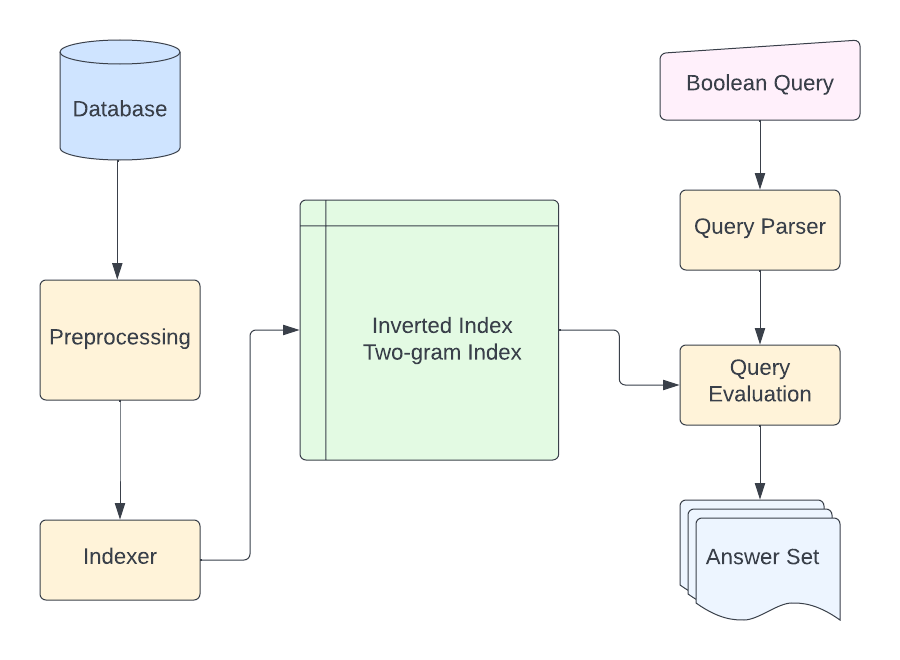 Database
Boolean Query
Query Parser
Preprocessing
Inverted Index
Two-gram Index
Query
Evaluation
Indexer
Answer Set